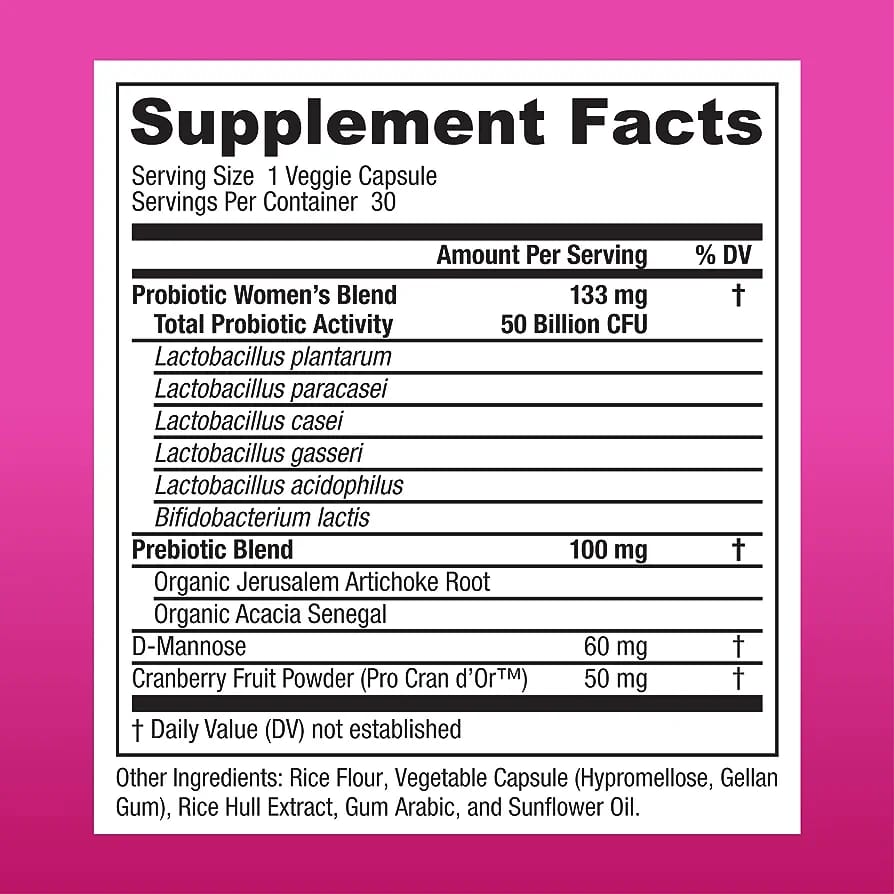 Supplement Facts
Serving Size 1 Veggie Capsule
Servings Per Container 30
Amount Per Serving % DV
Probiotic Women’s Blend 133 mg †
Total Probiotic Activity 50 Billion CFU
Lactobacillus plantarum
Lactobacillus paracasei
Lactobacillus casei
Lactobacillus gasseri
Lactobacillus acidophilus
Bifidobacterium lactis
Prebiotic Blend 100 mg †
Organic Jerusalem Artichoke Root
Organic Acacia Senegal
D-Mannose 60 mg †
Cranberry Fruit Powder (Pro Cran d’Or™) 50 mg †
† Daily Value (DV) not established
Other Ingredients: Rice Flour, Vegetable Capsule (Hypromellose, Gellan
Gum), Rice Hull Extract, Gum Arabic, and Sunflower Oil.